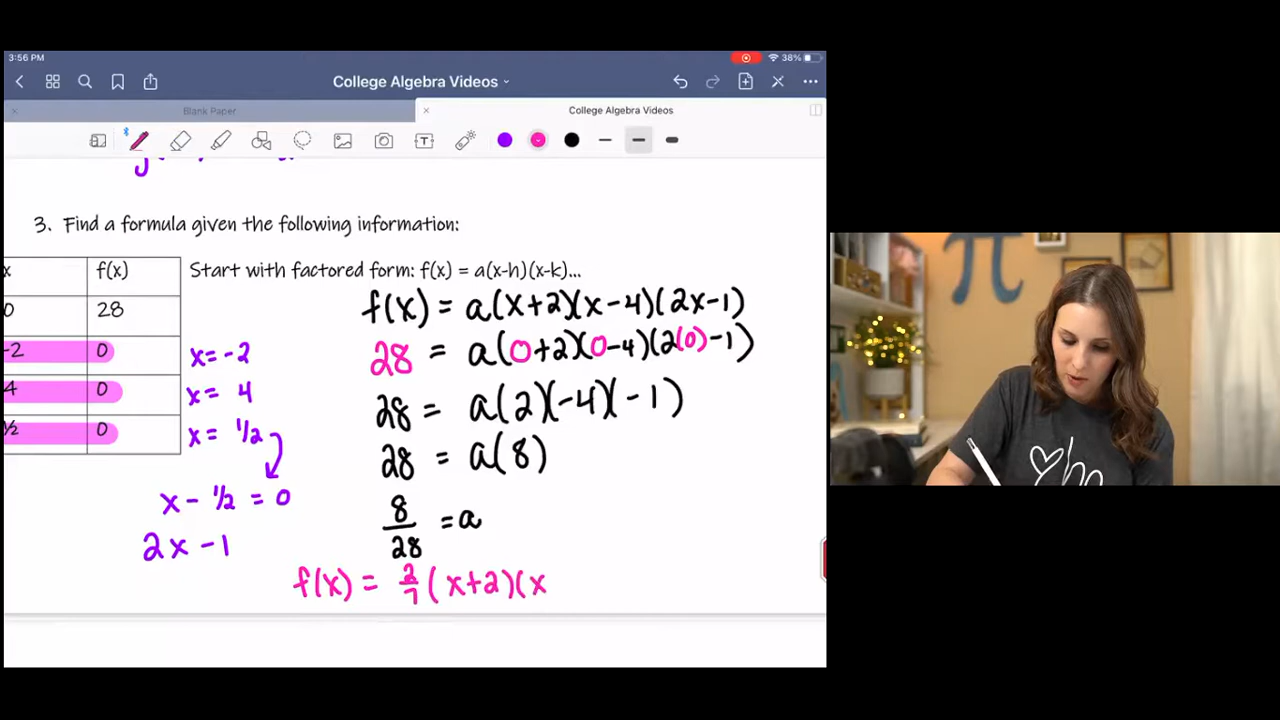 3:56 PM
38%
College Algebra Videos
Blank Paper
College Algebra Videos
3. Find a formula given the following information:
x f(x)
0 28
-2 0
4 0
½ 0
Start with factored form: f(x) = a(x-h)(x-k)...
x = -2
x = 4
x = 1/2
x - 1/2 = 0
2x - 1
f(x) = a(x+2)(x-4)(2x-1)
28 = a(0+2)(0-4)(2(0)-1)
28 = a(2)(-4)(-1)
28 = a(8)
8/28 = a
f(x) = 2/7 (x+2)(x